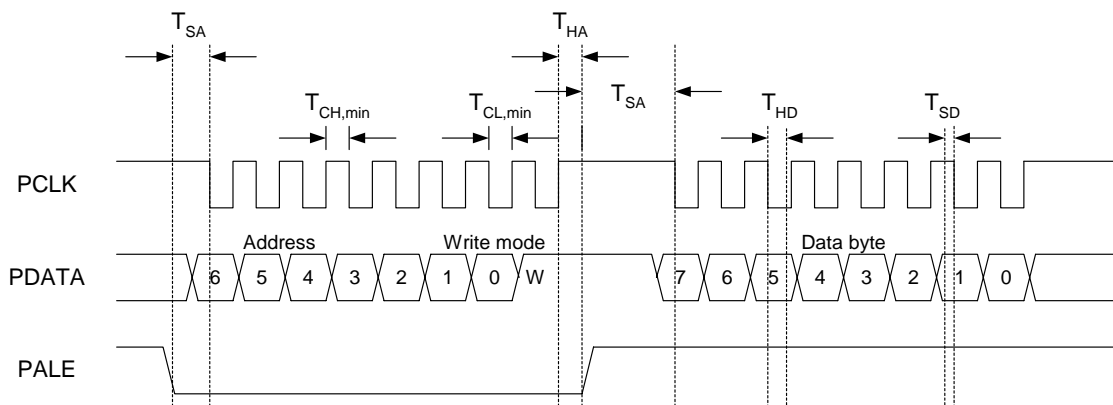 T_SA T_HA
T_CH,min T_CL,min T_SA T_HD T_SD
PCLK
Address Write mode Data byte
PDATA 6 5 4 3 2 1 0 W 7 6 5 4 3 2 1 0
PALE